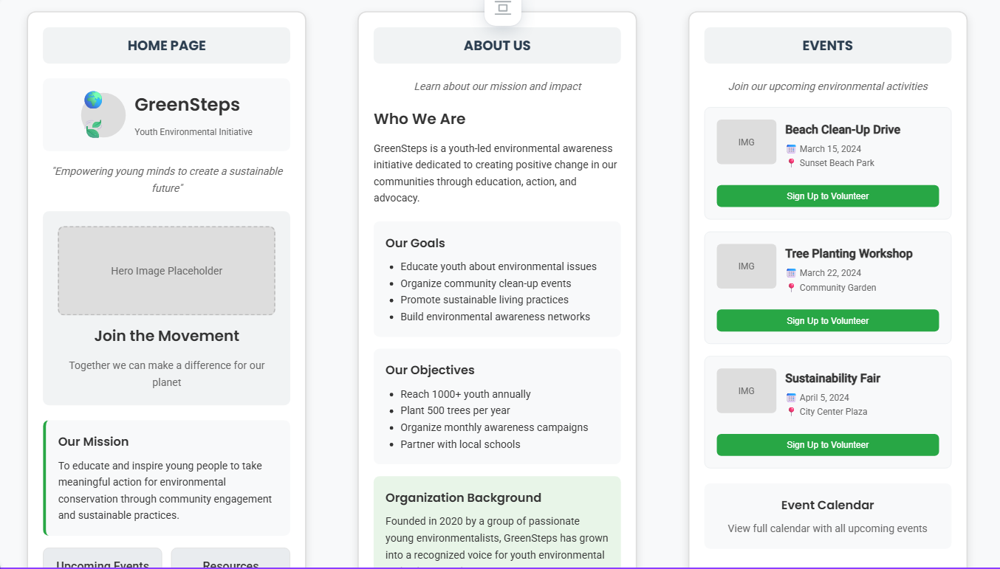 HOME PAGE
GreenSteps
Youth Environmental Initiative
"Empowering young minds to create a sustainable
future"
Hero Image Placeholder
Join the Movement
Together we can make a difference for our
planet
Our Mission
To educate and inspire young people to take
meaningful action for environmental
conservation through community engagement
and sustainable practices.
Upcoming Events
Resources
ABOUT US
Learn about our mission and impact
Who We Are
GreenSteps is a youth-led environmental awareness
initiative dedicated to creating positive change in our
communities through education, action, and
advocacy.
Our Goals
• Educate youth about environmental issues
• Organize community clean-up events
• Promote sustainable living practices
• Build environmental awareness networks
Our Objectives
• Reach 1000+ youth annually
• Plant 500 trees per year
• Organize monthly awareness campaigns
• Partner with local schools
Organization Background
Founded in 2020 by a group of passionate
young environmentalists, GreenSteps has grown
into a recognized voice for youth environmental
EVENTS
Join our upcoming environmental activities
IMG
Beach Clean-Up Drive
March 15, 2024
Sunset Beach Park
Sign Up to Volunteer
IMG
Tree Planting Workshop
March 22, 2024
Community Garden
Sign Up to Volunteer
IMG
Sustainability Fair
April 5, 2024
City Center Plaza
Sign Up to Volunteer
Event Calendar
View full calendar with all upcoming events